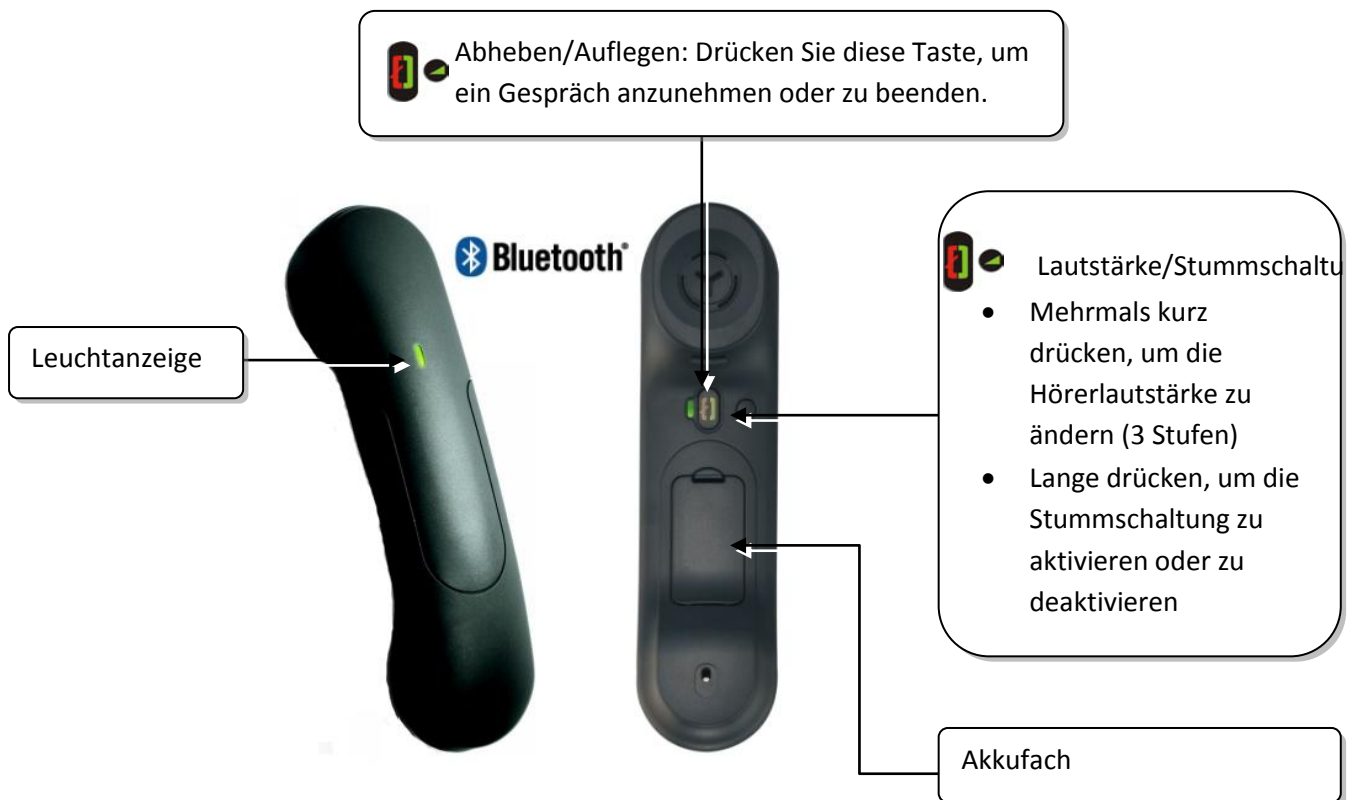 Abheben/Auflegen: Drücken Sie diese Taste, um
ein Gespräch anzunehmen oder zu beenden.
Bluetooth®
Leuchtanzeige
Lautstärke/Stummschaltu
• Mehrmals kurz
drücken, um die
Hörerlautstärke zu
ändern (3 Stufen)
• Lange drücken, um die
Stummschaltung zu
aktivieren oder zu
deaktivieren
Akkufach